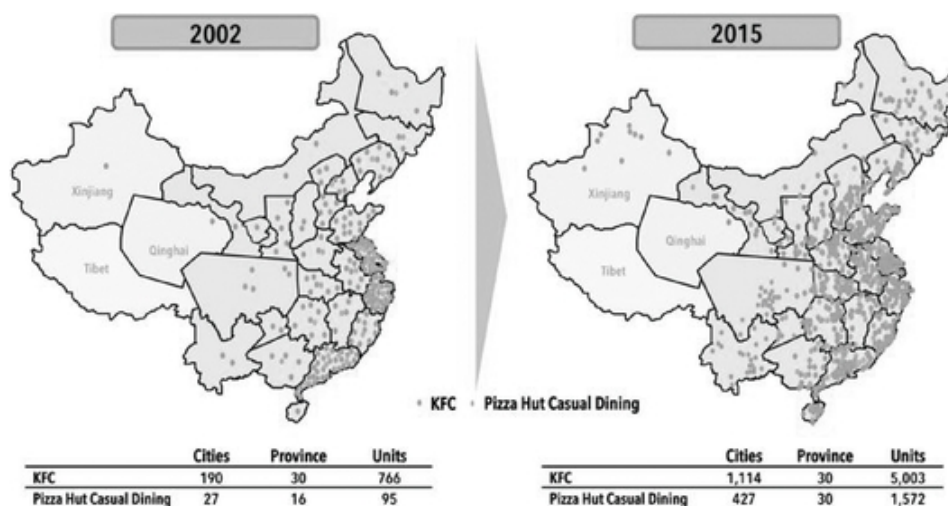 2002
2015
Xinjiang
Qinghai
Tibet
Xinjiang
Qinghai
Tibet
KFC Pizza Hut Casual Dining
Cities Province Units
KFC 190 30 766
Pizza Hut Casual Dining 27 16 95
Cities Province Units
KFC 1,114 30 5,003
Pizza Hut Casual Dining 427 30 1,572